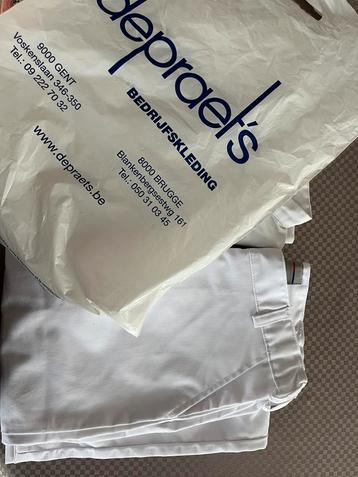 depraet's
BEDRIJFSKLEDING
9000 GENT
Voskenslaan 346-350
Tel.: 09 222 70 32
8000 BRUGGE
Blankenbergsestwg 161
Tel.: 050 31 03 45
www.depraets.be